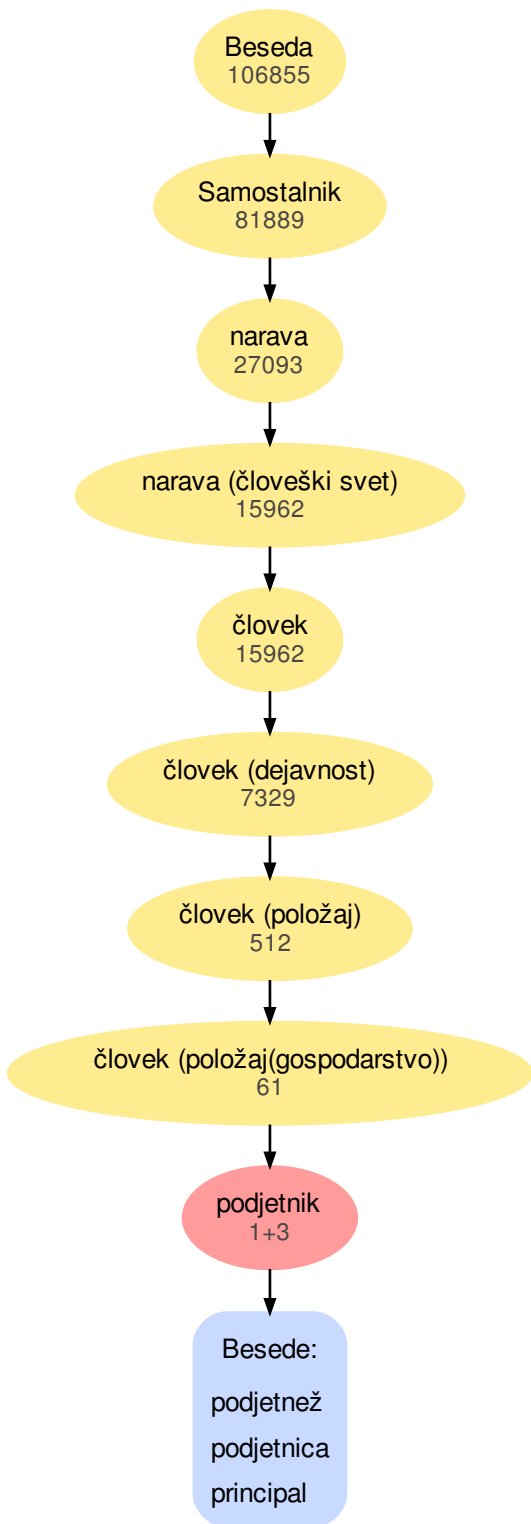 Beseda
106855
Samostalnik
81889
narava
27093
narava (človeški svet)
15962
človek
15962
človek (dejavnost)
7329
človek (položaj)
512
človek (položaj(gospodarstvo))
61
podjetnik
1+3
Besede:
podjetnež
podjetnica
principal